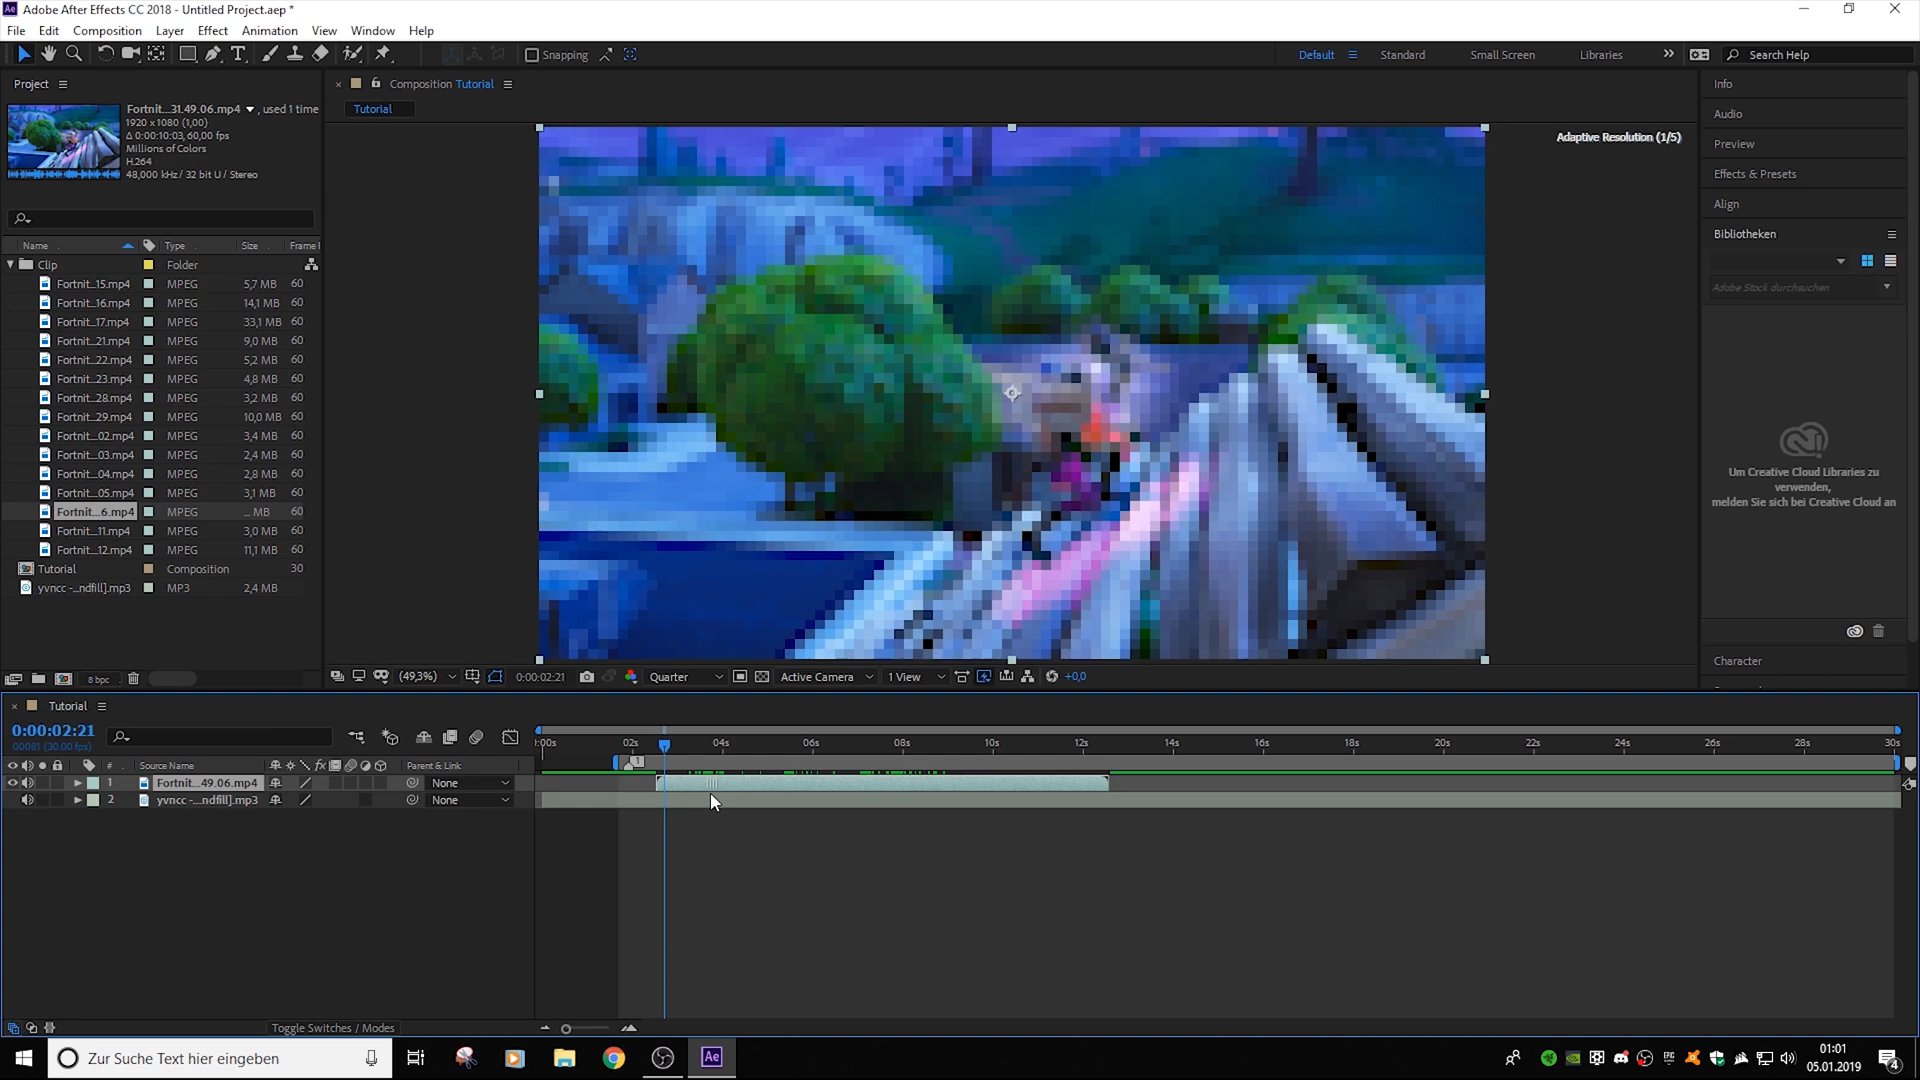 Ae Adobe After Effects CC 2018 - Untitled Project.aep *
File Edit Composition Layer Effect Animation View Window Help
Snapping
Default Standard Small Screen Libraries » Search Help
Project
Composition Tutorial
Tutorial
Fortnit...31.49.06.mp4 , used 1 time
1920 x 1080 (1,00)
Δ 0:00:10:03, 60,00 fps
Millions of Colors
H.264
48,000 kHz / 32 bit U / Stereo
Adaptive Resolution (1/5)
Info
Audio
Preview
Effects & Presets
Align
Bibliotheken
Adobe Stock durchsuchen
Um Creative Cloud Libraries zu
verwenden,
melden Sie sich bei Creative Cloud an
Character
Name Type Size Frame
Clip Folder
Fortnit...15.mp4 MPEG 5,7 MB 60
Fortnit...16.mp4 MPEG 14,1 MB 60
Fortnit...17.mp4 MPEG 33,1 MB 60
Fortnit...21.mp4 MPEG 9,0 MB 60
Fortnit...22.mp4 MPEG 5,2 MB 60
Fortnit...23.mp4 MPEG 4,8 MB 60
Fortnit...28.mp4 MPEG 3,2 MB 60
Fortnit...29.mp4 MPEG 10,0 MB 60
Fortnit...02.mp4 MPEG 3,4 MB 60
Fortnit...03.mp4 MPEG 2,4 MB 60
Fortnit...04.mp4 MPEG 2,8 MB 60
Fortnit...05.mp4 MPEG 3,1 MB 60
Fortnit...6.mp4 MPEG ... MB 60
Fortnit...11.mp4 MPEG 3,0 MB 60
Fortnit...12.mp4 MPEG 11,1 MB 60
Tutorial Composition 30
yvncc -...ndfill].mp3 MP3 2,4 MB
8 bpc
(49,3%) 0:00:02:21 Quarter Active Camera 1 View +0,0
Tutorial
0:00:02:21
00081 (30.00 fps)
:00s 02s 04s 06s 08s 10s 12s 14s 16s 18s 20s 22s 24s 26s 28s 30s
# Source Name fx Parent & Link
1
1 Fortnit...49.06.mp4 None
2 yvncc -...ndfill].mp3 None
Toggle Switches / Modes
Zur Suche Text hier eingeben
Ae
EPIC
01:01
05.01.2019
4